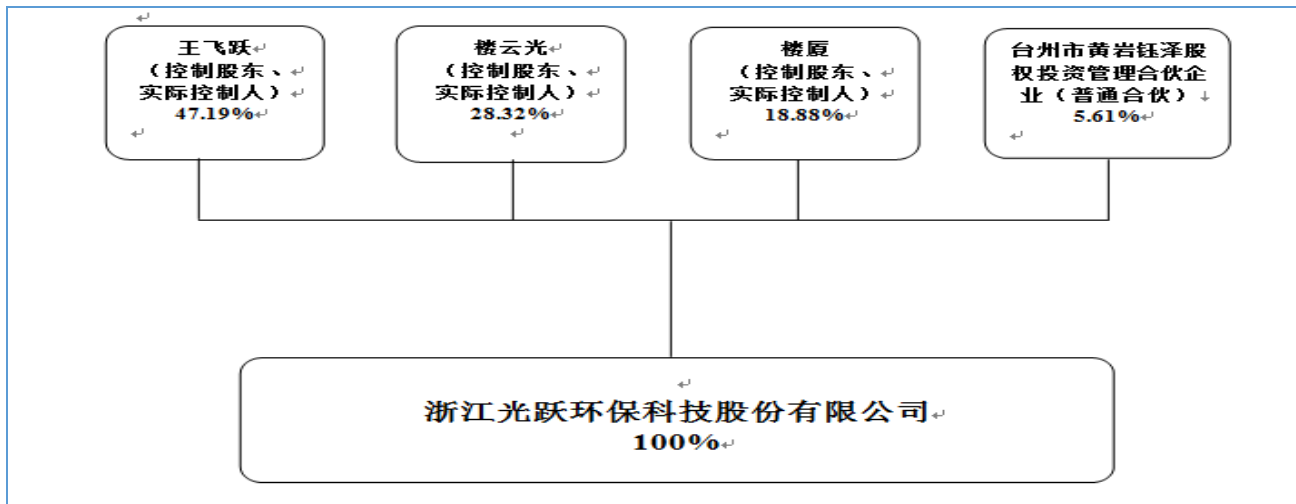 王飞跃
（控制股东、
实际控制人）
47.19%
楼云光
（控制股东、
实际控制人）
28.32%
楼厦
（控制股东、
实际控制人）
18.88%
台州市黄岩钰泽股
权投资管理合伙企
业（普通合伙）
5.61%
浙江光跃环保科技股份有限公司
100%